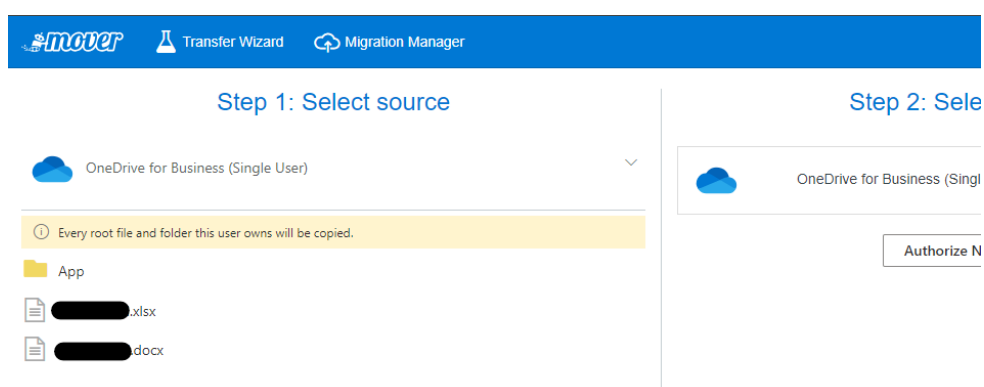 mover Transfer Wizard Migration Manager
Step 1: Select source
Step 2: Sele
OneDrive for Business (Single User)
OneDrive for Business (Singl
Every root file and folder this user owns will be copied.
Authorize N
App
.xlsx
.docx